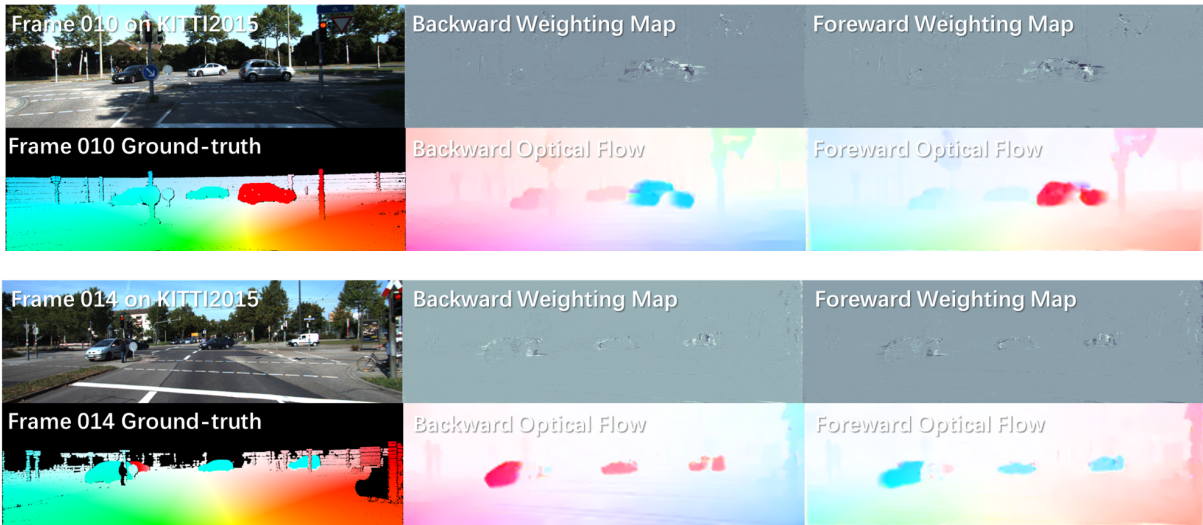 Frame 010 on KITTI2015
Backward Weighting Map
Foreward Weighting Map
Frame 010 Ground-truth
Backward Optical Flow
Foreward Optical Flow
Frame 014 on KITTI2015
Backward Weighting Map
Foreward Weighting Map
Frame 014 Ground-truth
Backward Optical Flow
Foreward Optical Flow